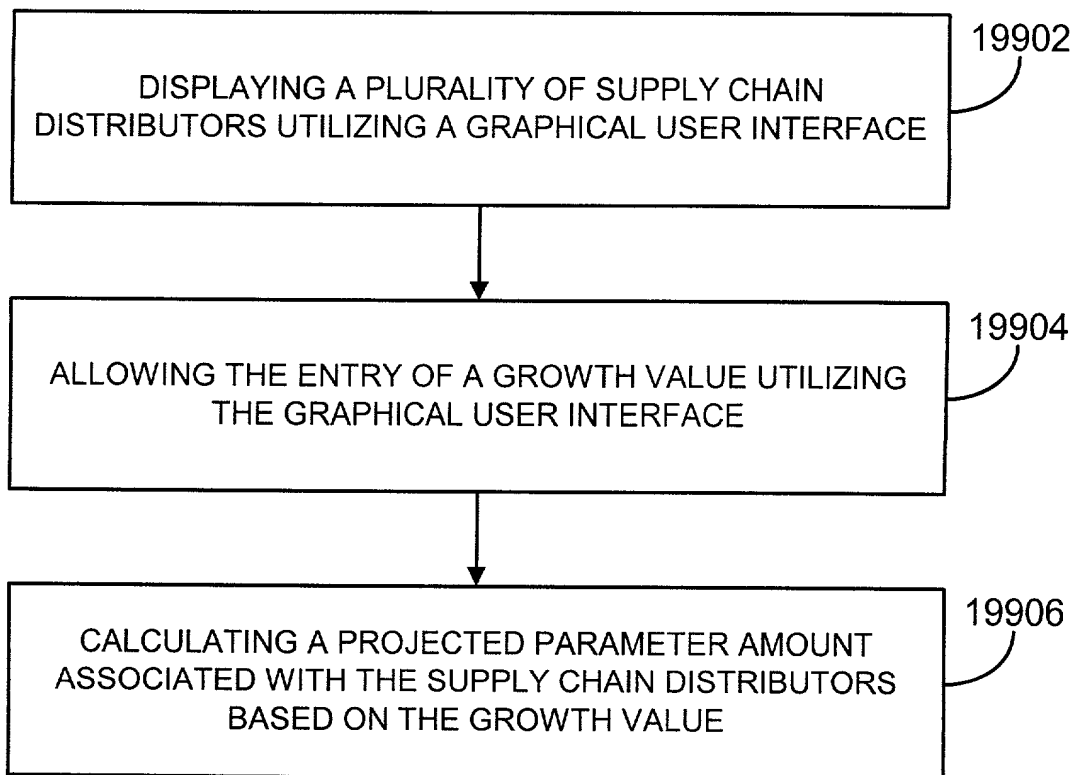 19902
DISPLAYING A PLURALITY OF SUPPLY CHAIN
DISTRIBUTORS UTILIZING A GRAPHICAL USER INTERFACE
19904
ALLOWING THE ENTRY OF A GROWTH VALUE UTILIZING
THE GRAPHICAL USER INTERFACE
19906
CALCULATING A PROJECTED PARAMETER AMOUNT
ASSOCIATED WITH THE SUPPLY CHAIN DISTRIBUTORS
BASED ON THE GROWTH VALUE